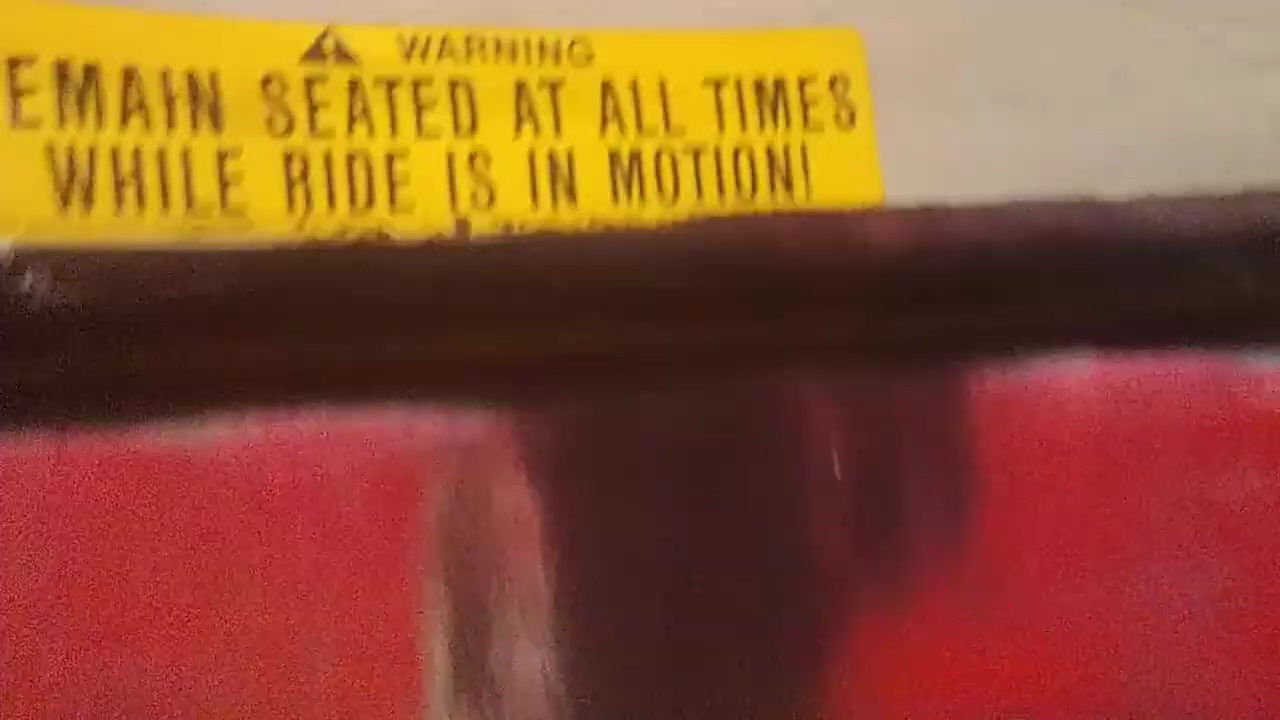 WARNING
EMAIN SEATED AT ALL TIMES
WHILE RIDE IS IN MOTION!